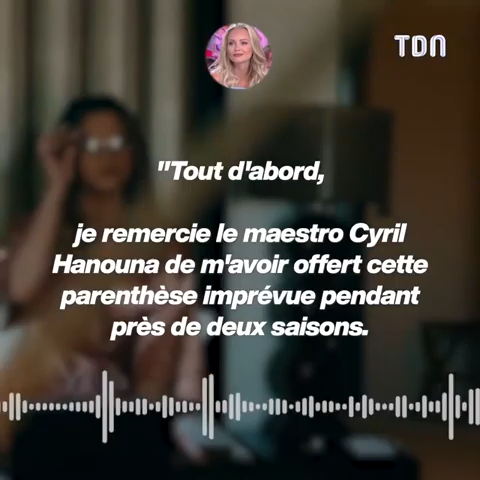 TDN
"Tout d'abord,
je remercie le maestro Cyril
Hanouna de m'avoir offert cette
parenthèse imprévue pendant
près de deux saisons.